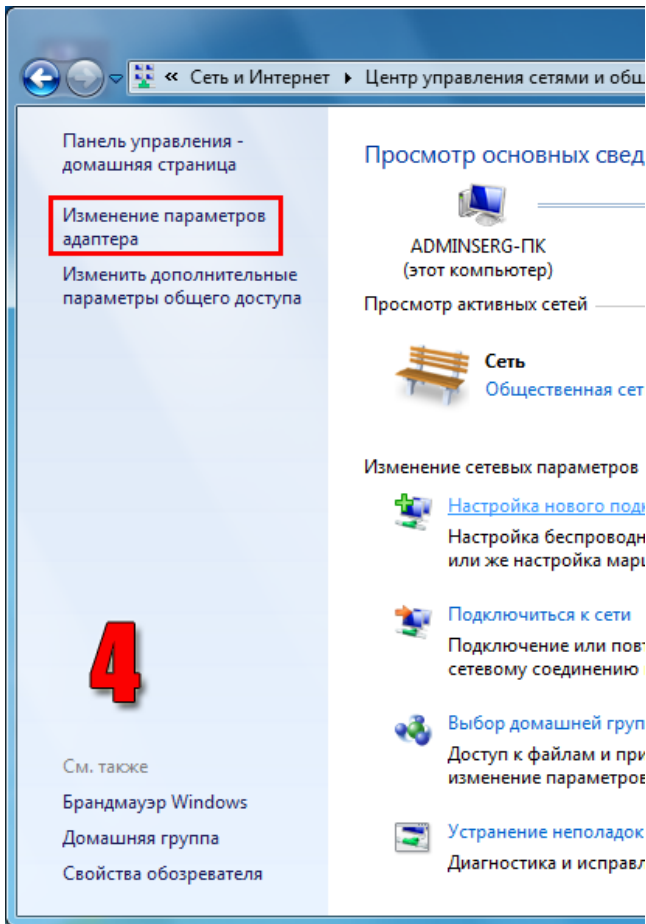 « Сеть и Интернет ▸ Центр управления сетями и общ
Панель управления -
домашняя страница
Изменение параметров
адаптера
Изменить дополнительные
параметры общего доступа
4
См. также
Брандмауэр Windows
Домашняя группа
Свойства обозревателя
Просмотр основных свед
ADMINSERG-ПК
(этот компьютер)
Просмотр активных сетей
Сеть
Общественная сет
Изменение сетевых параметров
Настройка нового подк
Настройка беспроводн
или же настройка марш
Подключиться к сети
Подключение или повт
сетевому соединению
Выбор домашней груп
Доступ к файлам и при
изменение параметров
Устранение неполадок
Диагностика и исправл